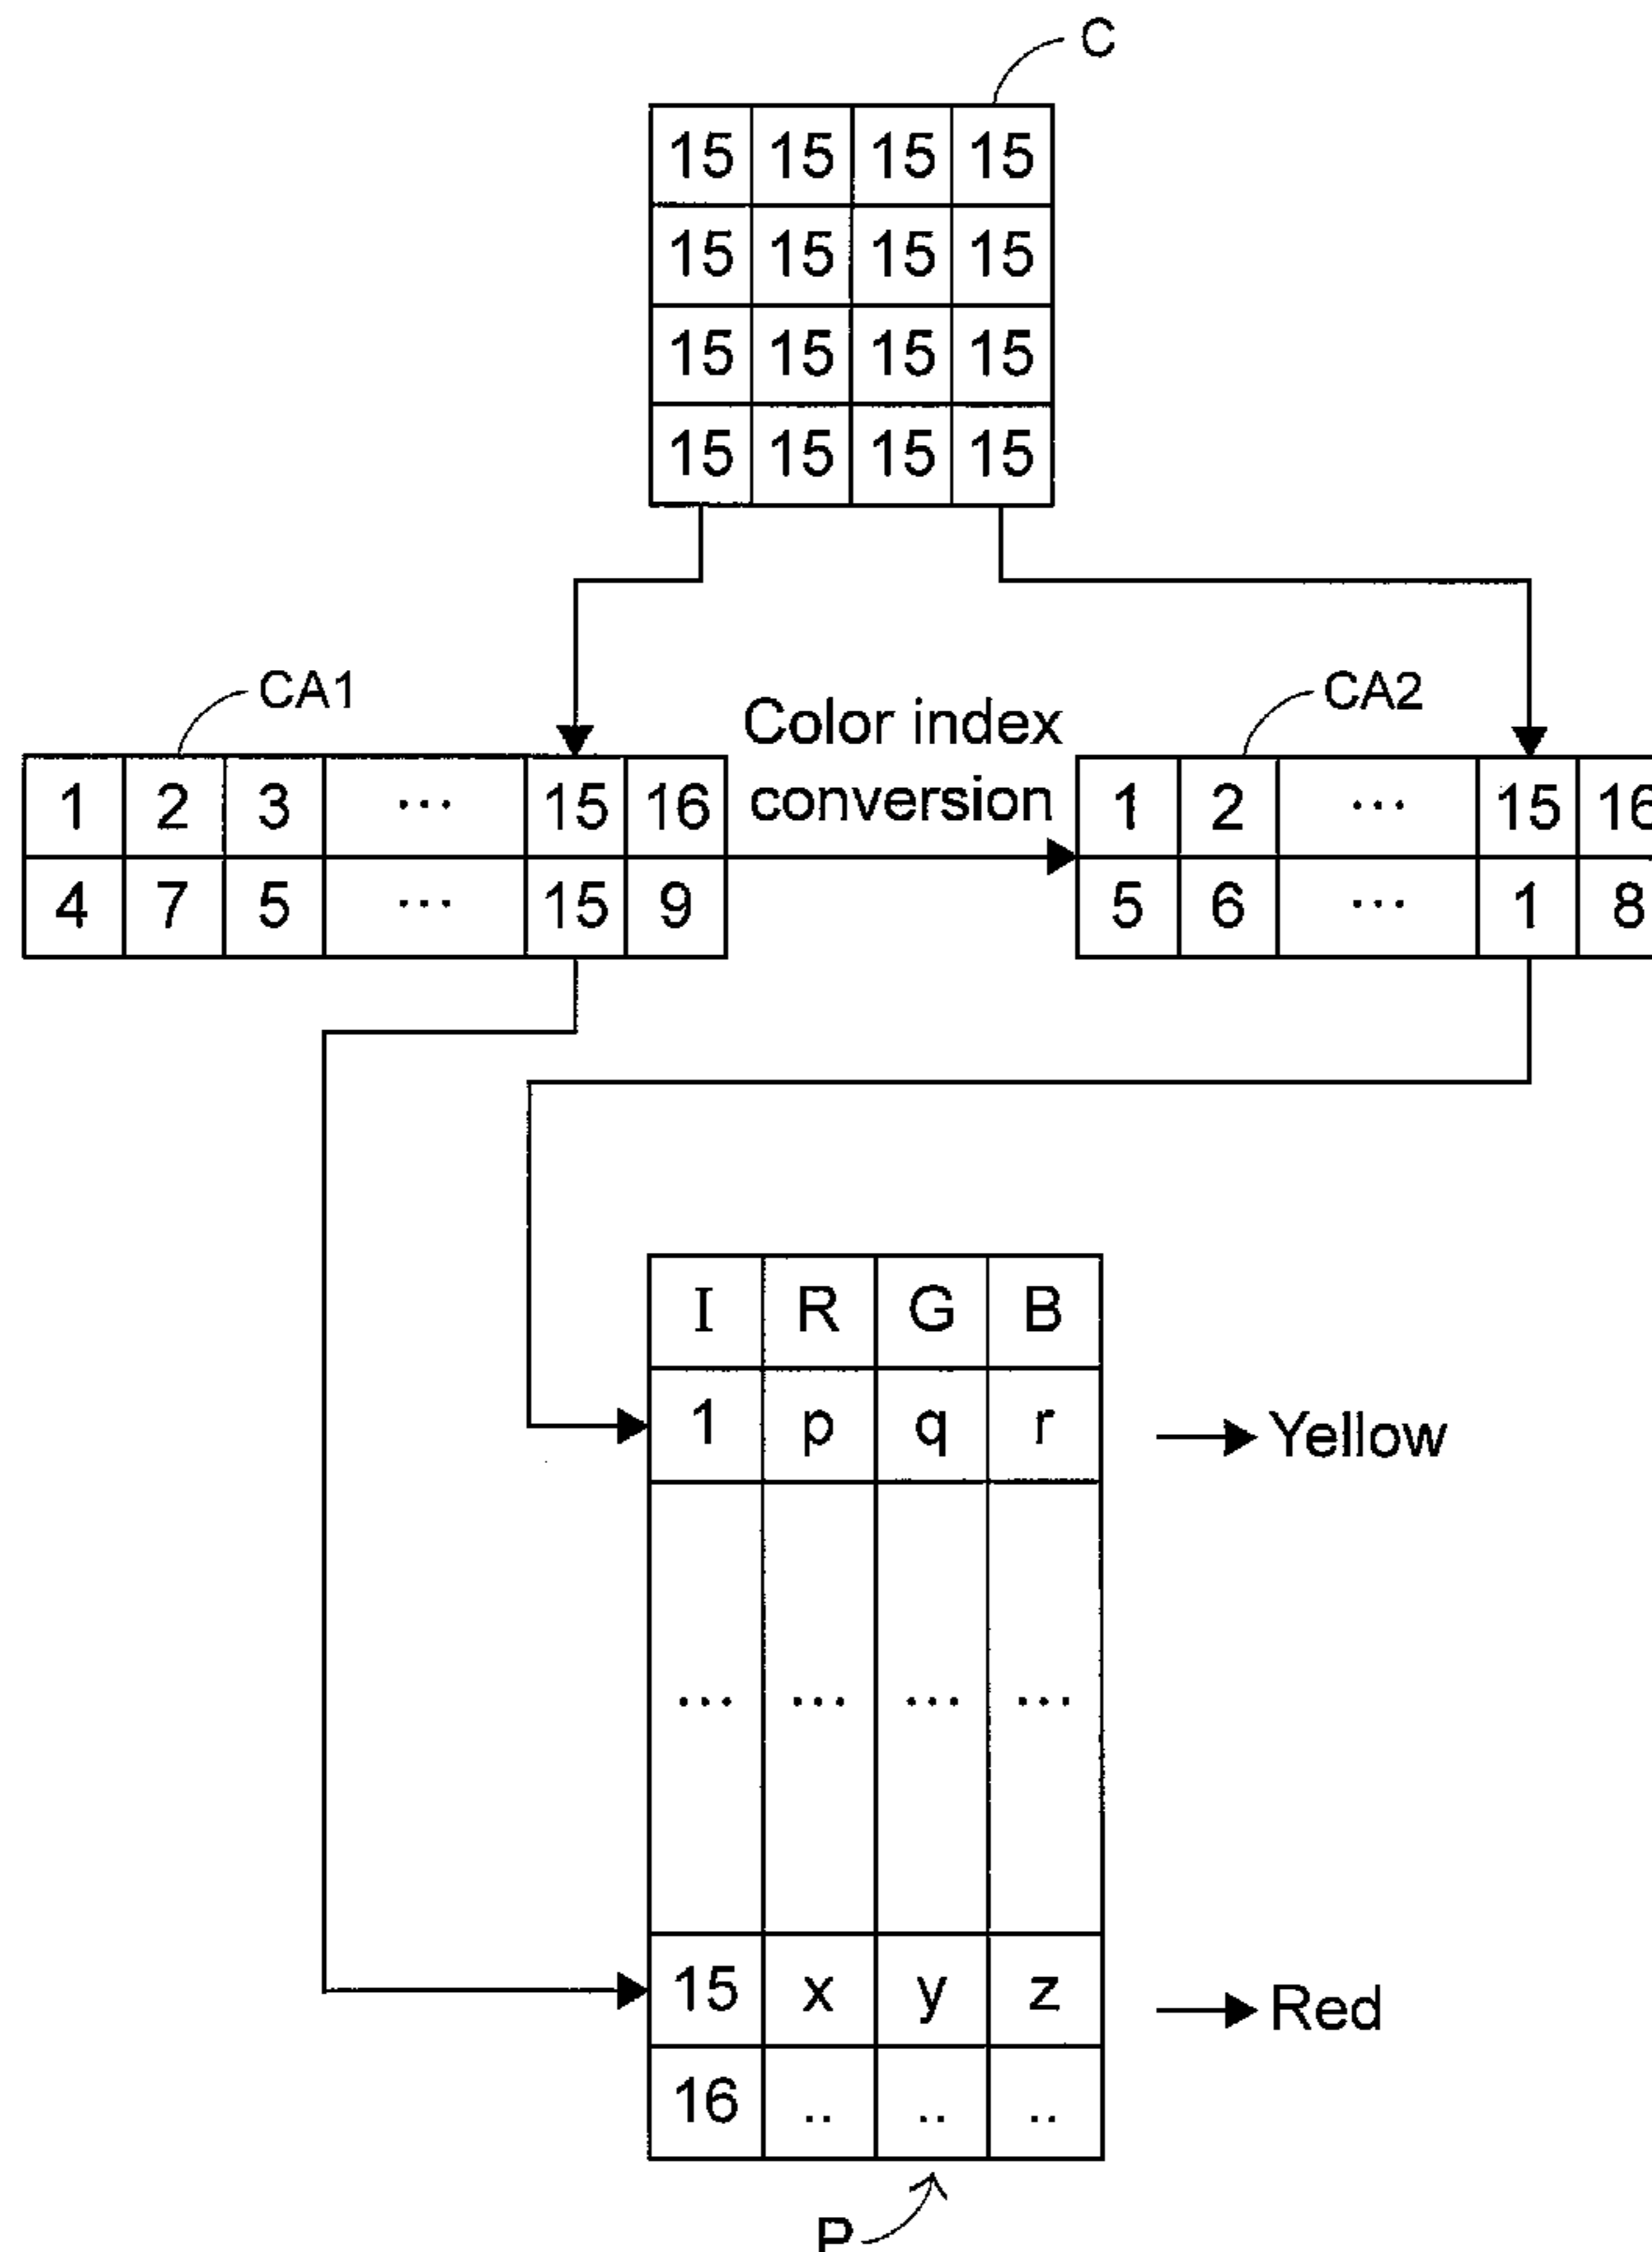 C
15 15 15 15
15 15 15 15
15 15 15 15
15 15 15 15
CA1
1 2 3 ... 15 16
4 7 5 ... 15 9
Color index
conversion
CA2
1 2 ... 15 16
5 6 ... 1 8
I R G B
1 p q r
Yellow
... ... ... ...
15 x y z
Red
16 .. .. ..
P